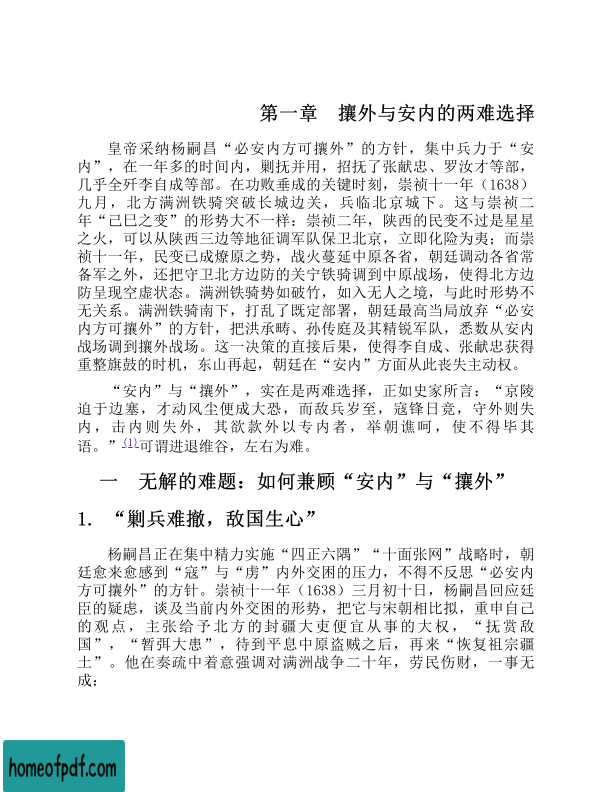 第一章　攘外与安内的两难选择
皇帝采纳杨嗣昌“必安内方可攘外”的方针，集中兵力于“安
内”，在一年多的时间内，剿抚并用，招抚了张献忠、罗汝才等部，
几乎全歼李自成等部。在功败垂成的关键时刻，崇祯十一年（1638）
九月，北方满洲铁骑突破长城边关，兵临北京城下。这与崇祯二
年“己巳之变”的形势大不一样：崇祯二年，陕西的民变不过是星星
之火，可以从陕西三边等地征调军队保卫北京，立即化险为夷；而崇
祯十一年，民变已成燎原之势，战火蔓延中原各省，朝廷调动各省常
备军之外，还把守卫北方边防的关宁铁骑调到中原战场，使得北方边
防呈现空虚状态。满洲铁骑势如破竹，如入无人之境，与此时形势不
无关系。满洲铁骑南下，打乱了既定部署，朝廷最高当局放弃“必安
内方可攘外”的方针，把洪承畴、孙传庭及其精锐军队，悉数从安内
战场调到攘外战场。这一决策的直接后果，使得李自成、张献忠获得
重整旗鼓的时机，东山再起，朝廷在“安内”方面从此丧失主动权。
“安内”与“攘外”，实在是两难选择，正如史家所言：“京陵
迫于边塞，才动风尘便成大恐，而敌兵岁至，寇锋日竞，守外则失
内，击内则失外，其欲款外以专内者，举朝谯呵，使不得毕其
语。”(1)可谓进退维谷，左右为难。
一　无解的难题：如何兼顾“安内”与“攘外”
1. “剿兵难撤，敌国生心”
杨嗣昌正在集中精力实施“四正六隅”“十面张网”战略时，朝
廷愈来愈感到“寇”与“虏”内外交困的压力，不得不反思“必安内
方可攘外”的方针。崇祯十一年（1638）三月初十日，杨嗣昌回应廷
臣的疑虑，谈及当前内外交困的形势，把它与宋朝相比拟，重申自己
的观点，主张给予北方的封疆大吏便宜从事的大权，“抚赏敌
国”，“暂弭大患”，待到平息中原盗贼之后，再来“恢复祖宗疆
土”。他在奏疏中着意强调对满洲战争二十年，劳民伤财，一事无
成：
homeofpdf.com